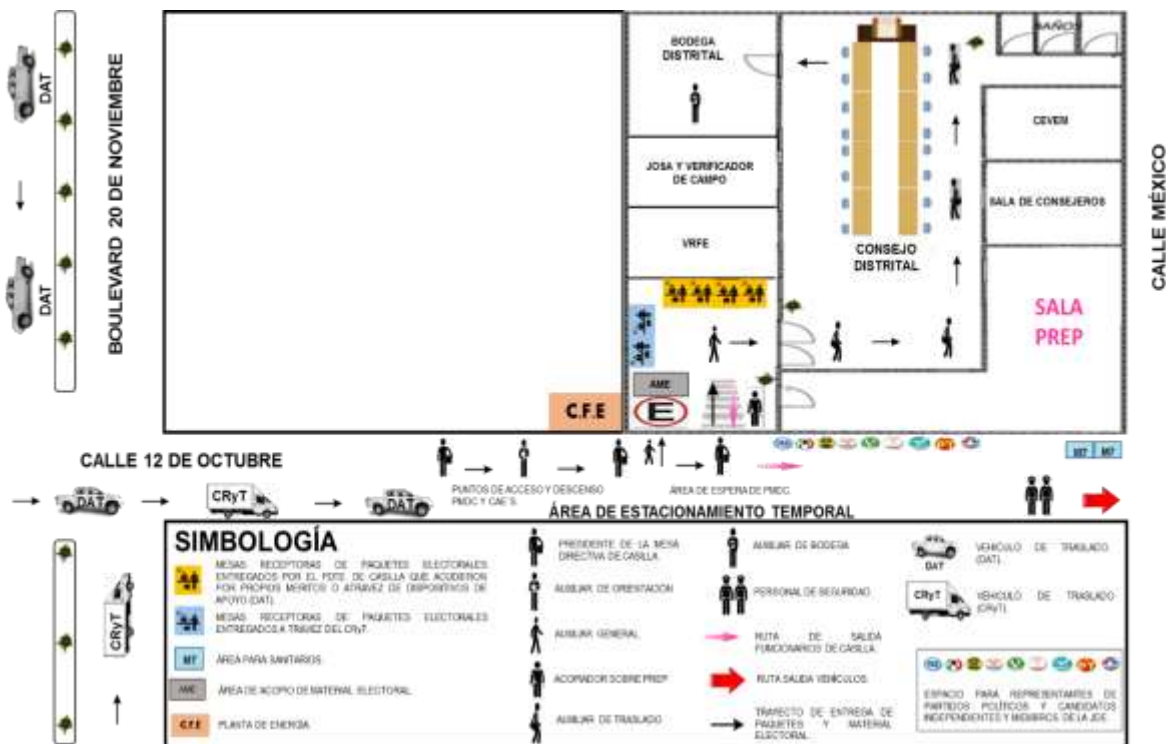 BODEGA
DISTRITAL
BAÑOS
DAT
BOULEVARD 20 DE NOVIEMBRE
CEVEM
CALLE MÉXICO
JOSA Y VERIFICADOR
DE CAMPO
SALA DE CONSEJEROS
VRFE
CONSEJO
DISTRITAL
DAT
SALA
PREP
AME
E
C.F.E
CALLE 12 DE OCTUBRE
MT MT
PUNTOS DE ACCESO Y DESCENSO
PMDC Y CAE´S.
ÁREA DE ESPERA DE PMDC.
DAT
CRyT
DAT
ÁREA DE ESTACIONAMIENTO TEMPORAL
SIMBOLOGÍA
MESAS RECEPTORAS DE PAQUETES ELECTORALES
ENTREGADOS POR EL PDTE. DE CASILLA QUE ACUDIERON
POR PROPIOS MERITOS O ATRAVEZ DE DISPOSITIVOS DE
APOYO (DAT).
MESAS RECEPTORAS DE PAQUETES ELECTORALES
ENTREGADOS A TRAVEZ DEL CRyT.
MT ÁREA PARA SANITARIOS.
AME ÁREA DE ACOPIO DE MATERIAL ELECTORAL.
C.F.E PLANTA DE ENERGÍA
PRESIDENTE DE LA MESA
DIRECTIVA DE CASILLA.
AUXILIAR DE ORIENTACIÓN
AUXILIAR GENERAL
ACOPIADOR SOBRE PREP
AUXILIAR DE TRASLADO
AUXILIAR DE BODEGA
PERSONAL DE SEGURIDAD.
RUTA DE SALIDA
FUNCIONARIOS DE CASILLA.
RUTA SALIDA VEHÍCULOS.
TRAYECTO DE ENTREGA DE
PAQUETES Y MATERIAL
ELECTORAL.
DAT
VEHÍCULO DE TRASLADO
(DAT).
CRyT
VEHÍCULO DE TRASLADO
(CRyT).
ESPACIO PARA REPRESENTANTES DE
PARTIDOS POLÍTICOS Y CANDIDATOS
INDEPENDIENTES Y MIEMBROS DE LA JDE.
CRyT